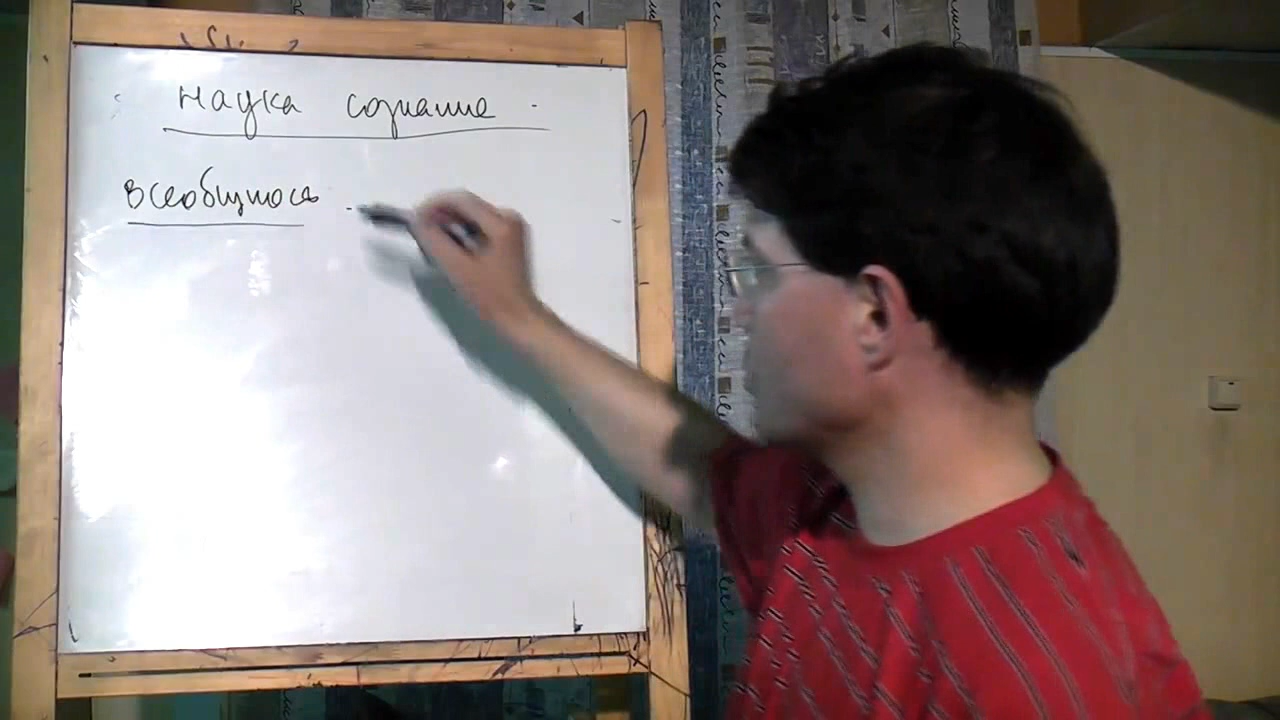 наука сознание
всеобщность